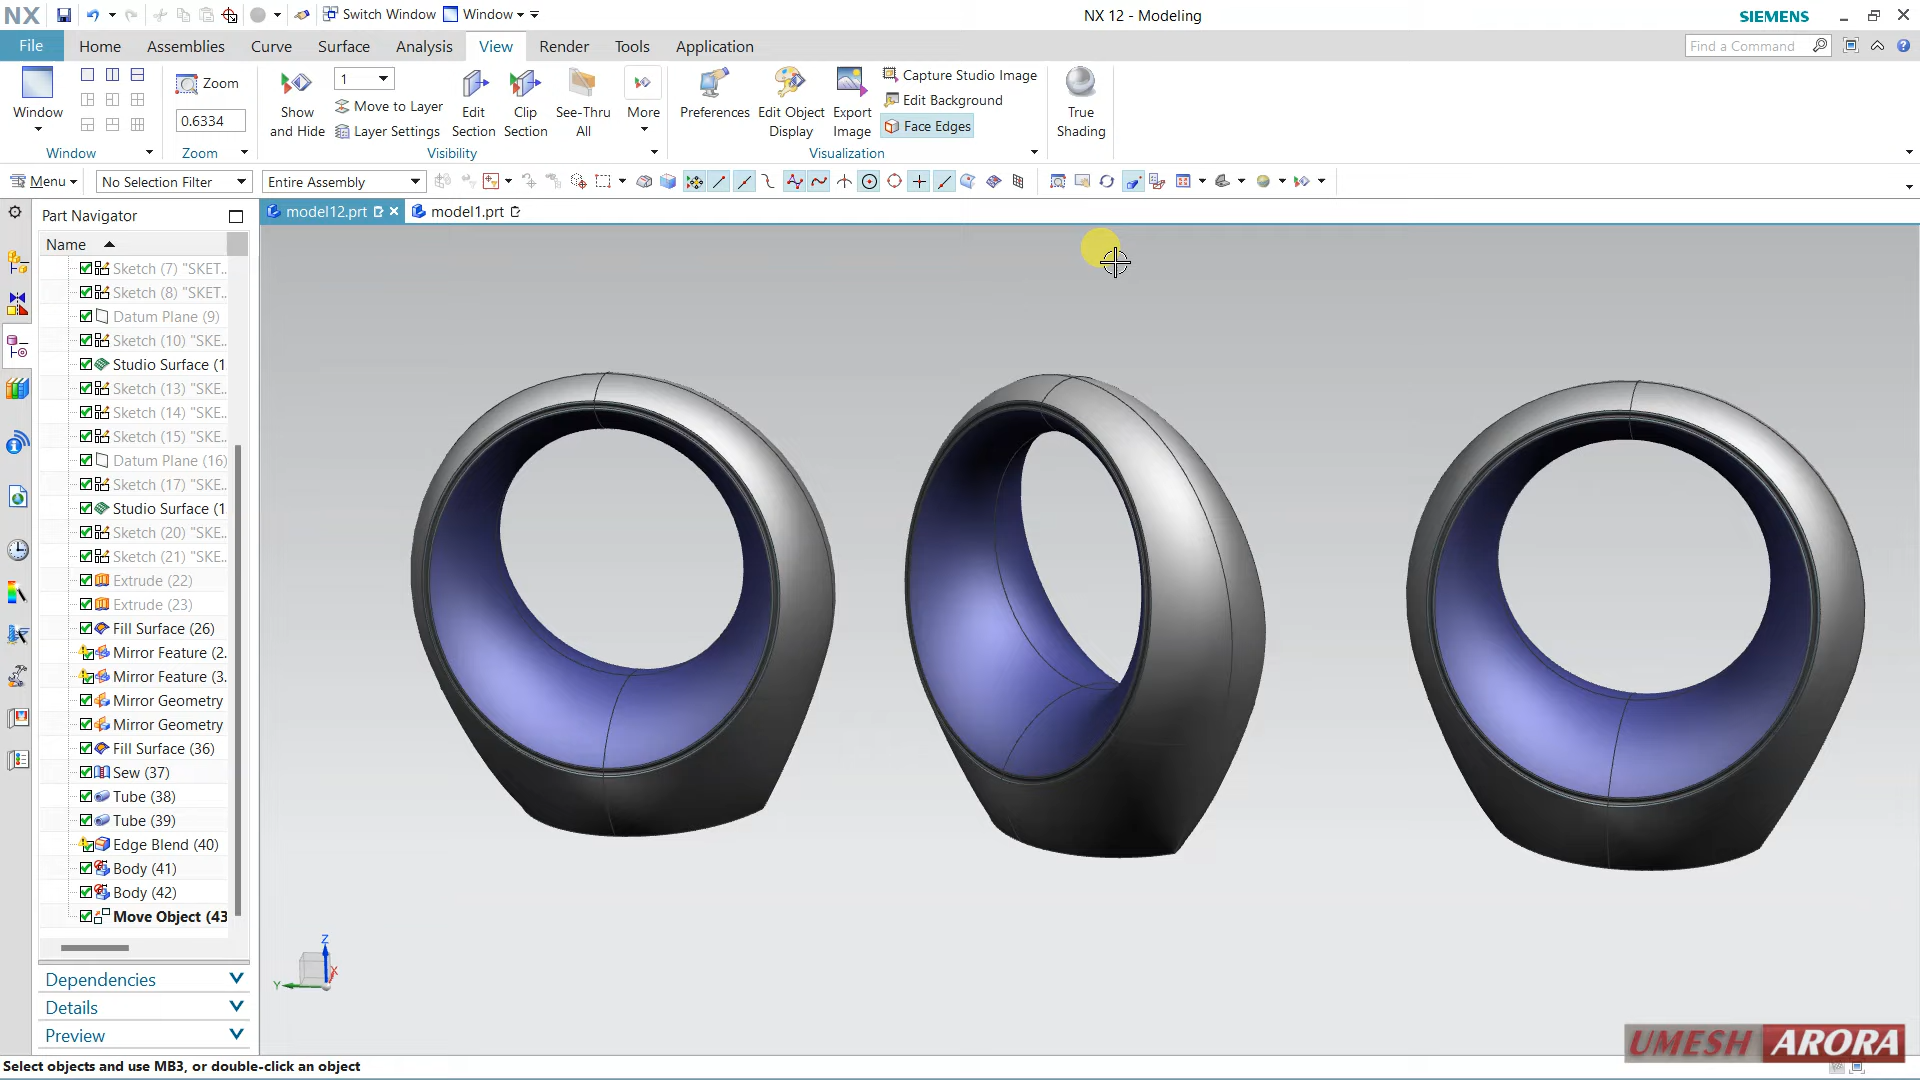 NX
Switch Window
Window
NX 12 - Modeling
SIEMENS
File
Home
Assemblies
Curve
Surface
Analysis
View
Render
Tools
Application
Find a Command
Window
Zoom
0.6334
Show
and Hide
1
Move to Layer
Layer Settings
Edit
Section
Clip
Section
See-Thru
All
More
Preferences
Edit Object
Display
Export
Image
Capture Studio Image
Edit Background
Face Edges
True
Shading
Window
Zoom
Visibility
Visualization
Menu
No Selection Filter
Entire Assembly
Part Navigator
model12.prt
model1.prt
Name
Sketch (7) "SKET..
Sketch (8) "SKET..
Datum Plane (9)
Sketch (10) "SKE..
Studio Surface (1
Sketch (13) "SKE..
Sketch (14) "SKE..
Sketch (15) "SKE..
Datum Plane (16)
Sketch (17) "SKE..
Studio Surface (1
Sketch (20) "SKE..
Sketch (21) "SKE..
Extrude (22)
Extrude (23)
Fill Surface (26)
Mirror Feature (2.
Mirror Feature (3.
Mirror Geometry
Mirror Geometry
Fill Surface (36)
Sew (37)
Tube (38)
Tube (39)
Edge Blend (40)
Body (41)
Body (42)
Move Object (43
Dependencies
Details
Preview
Z
X
Y
UMESH ARORA
Select objects and use MB3, or double-click an object